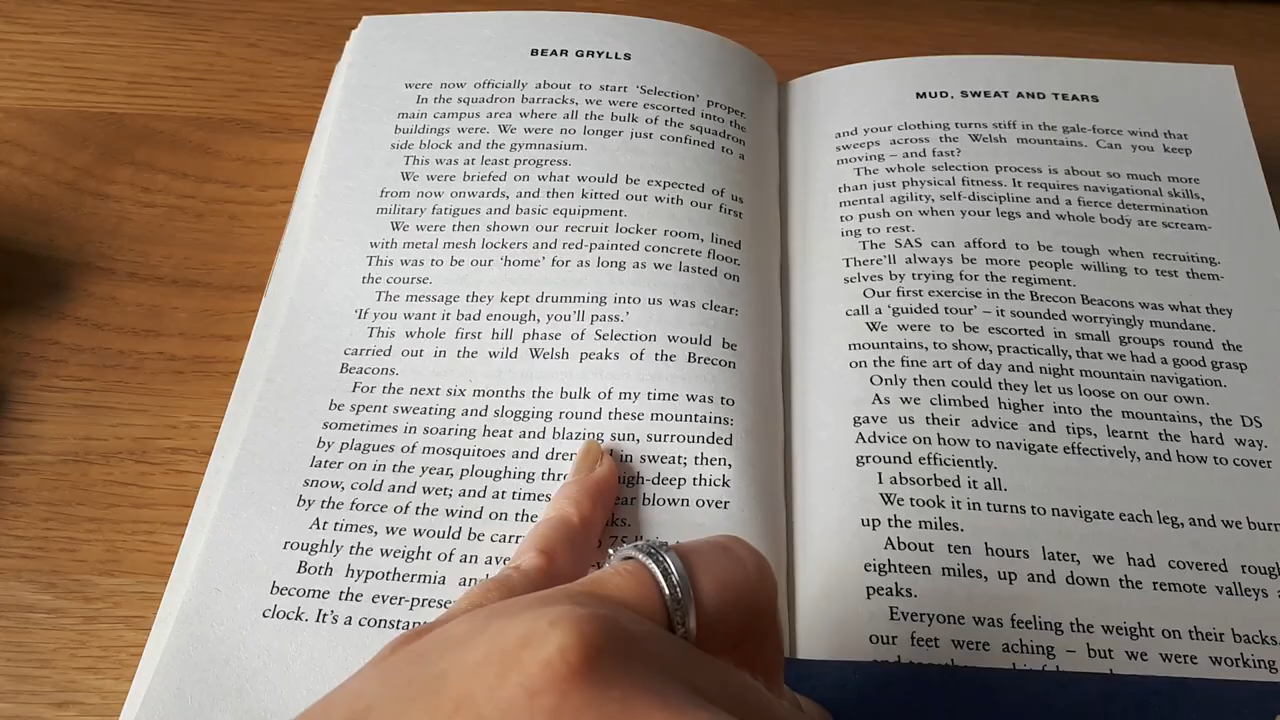 BEAR GRYLLS
were now officially about to start 'Selection' proper.
In the squadron barracks, we were escorted into the
main campus area where all the bulk of the squadron
buildings were. We were no longer just confined to a
side block and the gymnasium.
This was at least progress.
We were briefed on what would be expected of us
from now onwards, and then kitted out with our first
military fatigues and basic equipment.
We were then shown our recruit locker room, lined
with metal mesh lockers and red-painted concrete floor.
This was to be our 'home' for as long as we lasted on
the course.
The message they kept drumming into us was clear:
'If you want it bad enough, you'll pass.'
This whole first hill phase of Selection would be
carried out in the wild Welsh peaks of the Brecon
Beacons.
For the next six months the bulk of my time was to
be spent sweating and slogging round these mountains:
sometimes in soaring heat and blazing sun, surrounded
by plagues of mosquitoes and in sweat; then,
later on in the year, ploughing high-deep thick
snow, cold and wet; and at times near blown over
by the force of the wind on the
At times, we would be
roughly the weight of an
Both hypothermia
become the
clock. It's a
MUD, SWEAT AND TEARS
and your clothing turns stiff in the gale-force wind that
sweeps across the Welsh mountains. Can you keep
moving – and fast?
The whole selection process is about so much more
than just physical fitness. It requires navigational skills,
mental agility, self-discipline and a fierce determination
to push on when your legs and whole body are scream-
ing to rest.
The SAS can afford to be tough when recruiting.
There'll always be more people willing to test them-
selves by trying for the regiment.
Our first exercise in the Brecon Beacons was what they
call a 'guided tour' – it sounded worryingly mundane.
We were to be escorted in small groups round the
mountains, to show, practically, that we had a good grasp
on the fine art of day and night mountain navigation.
Only then could they let us loose on our own.
As we climbed higher into the mountains, the DS
gave us their advice and tips, learnt the hard way.
Advice on how to navigate effectively, and how to cover
ground efficiently.
I absorbed it all.
We took it in turns to navigate each leg, and we burn
up the miles.
About ten hours later, we had covered rough
eighteen miles, up and down the remote valleys
peaks.
Everyone was feeling the weight on their backs.
our feet were aching – but we were working